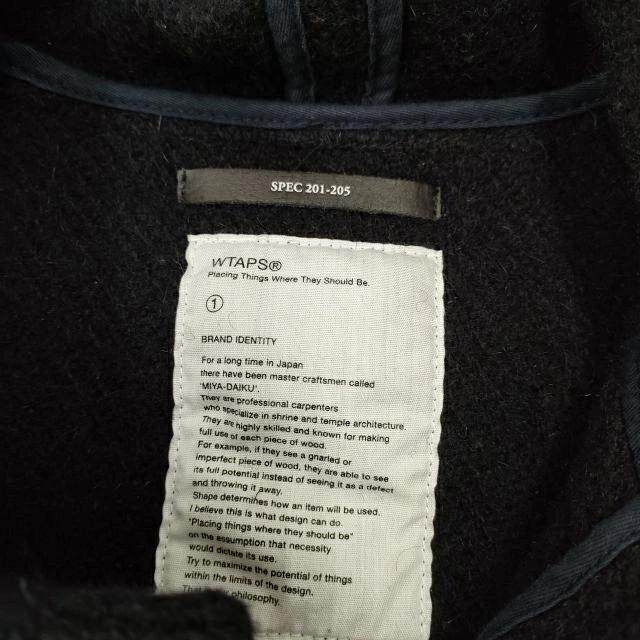 SPEC 201-205
WTAPS®
Placing Things Where They Should Be.
①
BRAND IDENTITY
For a long time in Japan
there have been master craftsmen called
'MIYA-DAIKU'.
They are professional carpenters
who specialize in shrine and temple architecture.
They are highly skilled and known for making
full use of each piece of wood.
For example, if they see a gnarled or
imperfect piece of wood, they are able to see
its full potential instead of seeing it as a defect
and throwing it away.
Shape determines how an item will be used.
I believe this is what design can do.
"Placing things where they should be"
on the assumption that necessity
would dictate its use.
Try to maximize the potential of things
within the limits of the design.
philosophy.